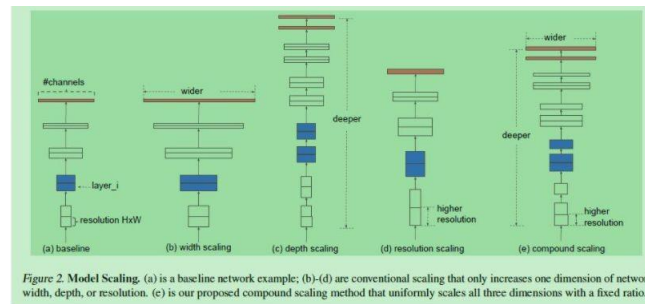 wider
#channels
wider
deeper
deeper
layer_i
higher
resolution
higher
resolution
resolution HxW
(a) baseline
(b) width scaling
(c) depth scaling
(d) resolution scaling
(e) compound scaling
Figure 2. Model Scaling. (a) is a baseline network example; (b)-(d) are conventional scaling that only increases one dimension of networ
width, depth, or resolution. (e) is our proposed compound scaling method that uniformly scales all three dimensions with a fixed ratio.